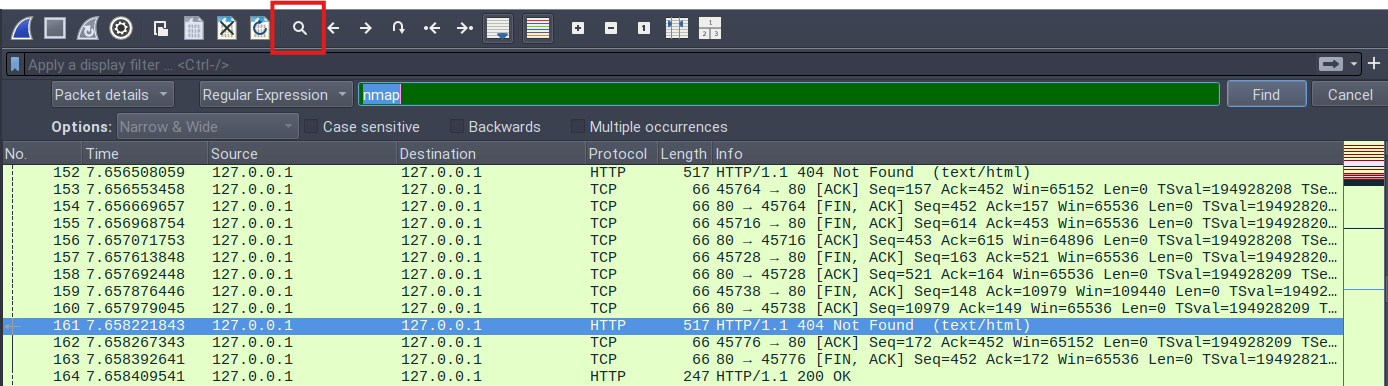 Apply a display filter ... <Ctrl-/>
Packet details Regular Expression nmap Find Cancel
Options: Narrow & Wide Case sensitive Backwards Multiple occurrences
No. Time Source Destination Protocol Length Info
152 7.656508059 127.0.0.1 127.0.0.1 HTTP 517 HTTP/1.1 404 Not Found (text/html)
153 7.656553458 127.0.0.1 127.0.0.1 TCP 66 45764 → 80 [ACK] Seq=157 Ack=452 Win=65152 Len=0 TSval=194928208 TSe…
154 7.656669657 127.0.0.1 127.0.0.1 TCP 66 80 → 45764 [FIN, ACK] Seq=452 Ack=157 Win=65536 Len=0 TSval=19492820…
155 7.656968754 127.0.0.1 127.0.0.1 TCP 66 45716 → 80 [FIN, ACK] Seq=614 Ack=453 Win=65536 Len=0 TSval=19492820…
156 7.657071753 127.0.0.1 127.0.0.1 TCP 66 80 → 45716 [ACK] Seq=453 Ack=615 Win=64896 Len=0 TSval=194928208 TSe…
157 7.657613848 127.0.0.1 127.0.0.1 TCP 66 45728 → 80 [FIN, ACK] Seq=163 Ack=521 Win=65536 Len=0 TSval=19492820…
158 7.657692448 127.0.0.1 127.0.0.1 TCP 66 80 → 45728 [ACK] Seq=521 Ack=164 Win=65536 Len=0 TSval=194928209 TSe…
159 7.657876446 127.0.0.1 127.0.0.1 TCP 66 45738 → 80 [FIN, ACK] Seq=148 Ack=10979 Win=109440 Len=0 TSval=19492…
160 7.657979045 127.0.0.1 127.0.0.1 TCP 66 80 → 45738 [ACK] Seq=10979 Ack=149 Win=65536 Len=0 TSval=194928209 T…
161 7.658221843 127.0.0.1 127.0.0.1 HTTP 517 HTTP/1.1 404 Not Found (text/html)
162 7.658267343 127.0.0.1 127.0.0.1 TCP 66 45776 → 80 [ACK] Seq=172 Ack=452 Win=65152 Len=0 TSval=194928209 TSe…
163 7.658392641 127.0.0.1 127.0.0.1 TCP 66 80 → 45776 [FIN, ACK] Seq=452 Ack=172 Win=65536 Len=0 TSval=19492821…
164 7.658409541 127.0.0.1 127.0.0.1 HTTP 247 HTTP/1.1 200 OK